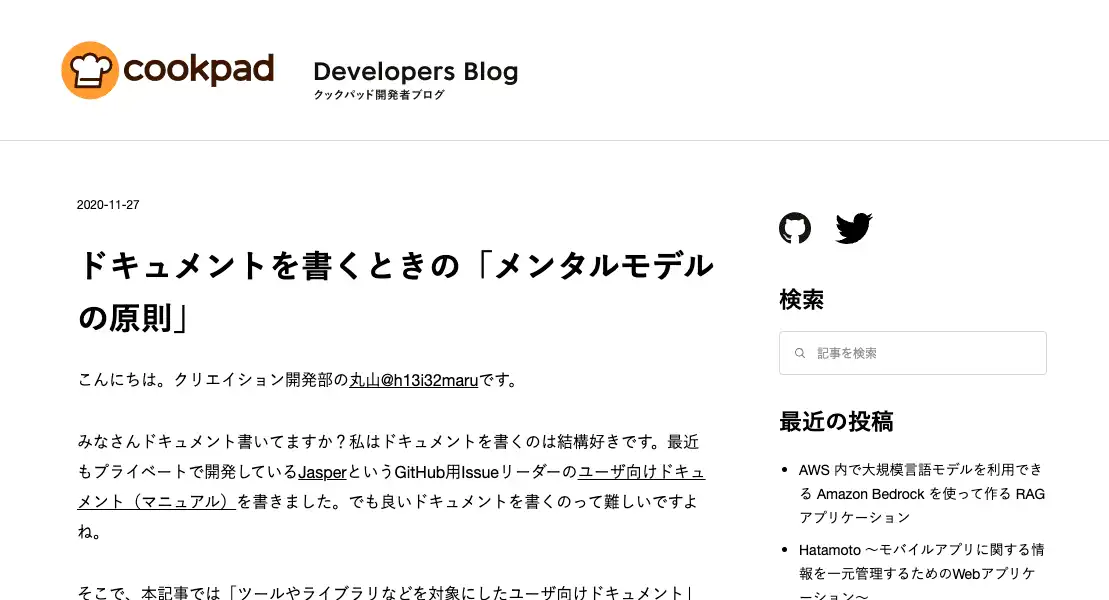 cookpad
Developers Blog
クックパッド開発者ブログ
2020-11-27
ドキュメントを書くときの「メンタルモデル
の原則」
こんにちは。クリエイション開発部の丸山@h13i32maruです。
みなさんドキュメント書いてますか？私はドキュメントを書くのは結構好きです。最近
もプライベートで開発しているJasperというGitHub用Issueリーダーのユーザ向けドキュ
メント（マニュアル）を書きました。でも良いドキュメントを書くのって難しいですよ
ね。
そこで、本記事では「ツールやライブラリなどを対象にしたユーザ向けドキュメント」
検索
記事を検索
最近の投稿
AWS 内で大規模言語モデルを利用でき
る Amazon Bedrock を使って作る RAG
アプリケーション
Hatamoto 〜モバイルアプリに関する情
報を一元管理するためのWebアプリケ
ーション〜